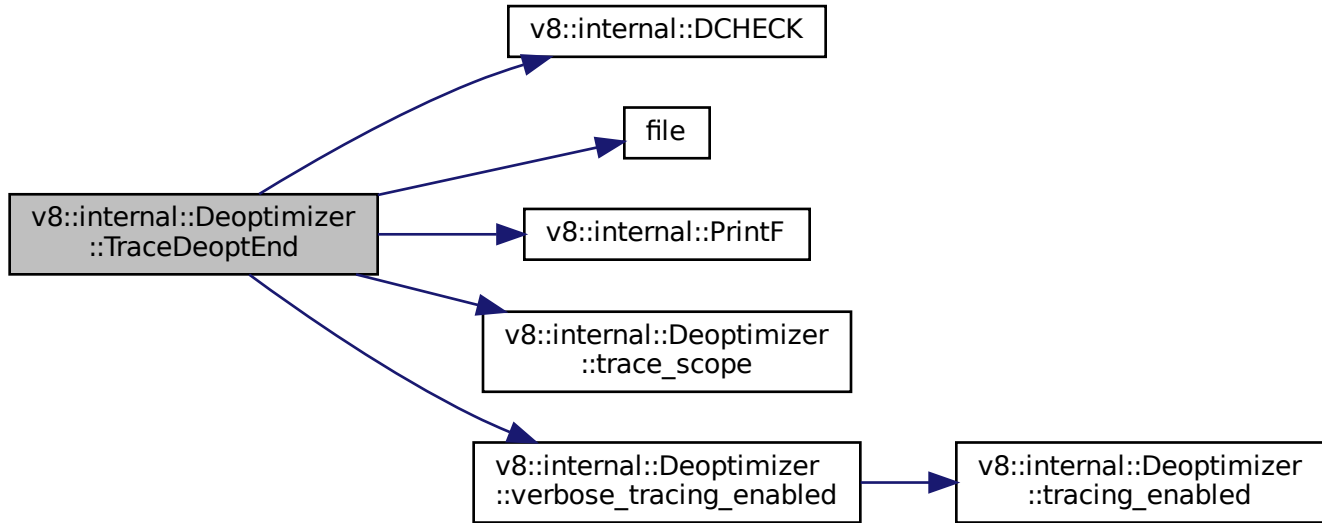 v8::internal::DCHECK
file
v8::internal::Deoptimizer
::TraceDeoptEnd
v8::internal::PrintF
v8::internal::Deoptimizer
::trace_scope
v8::internal::Deoptimizer
::verbose_tracing_enabled
v8::internal::Deoptimizer
::tracing_enabled